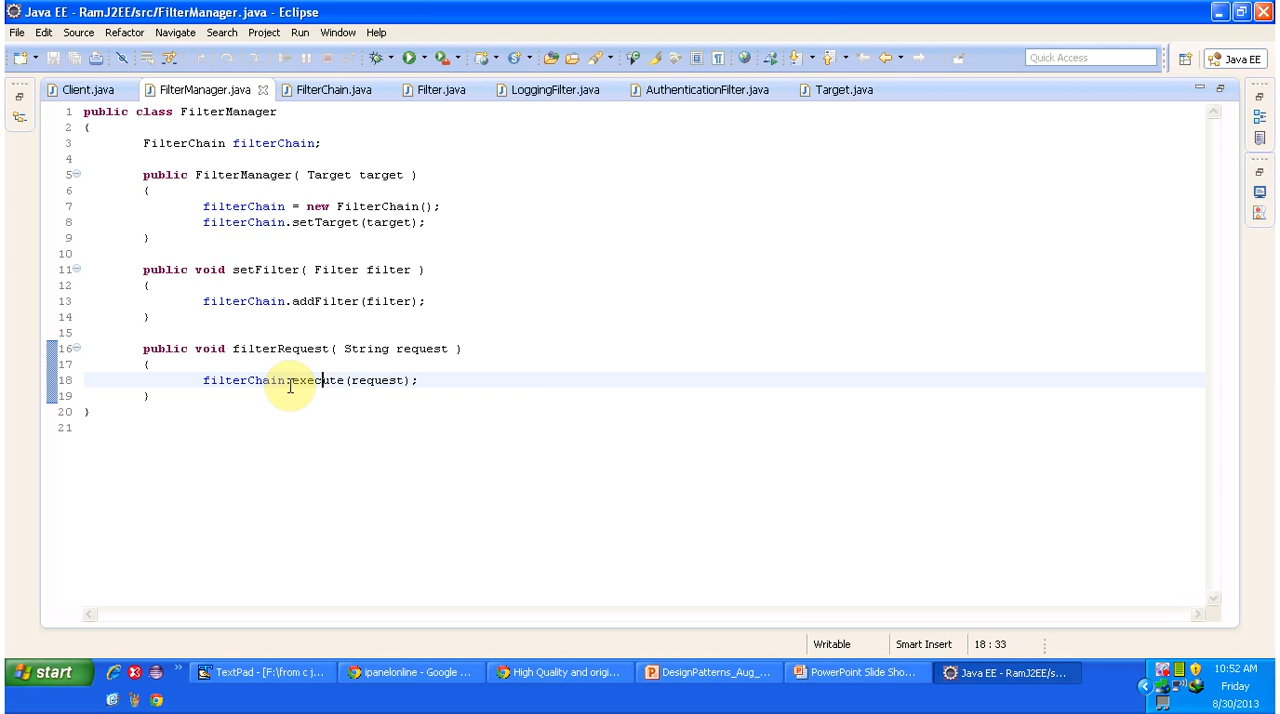 Java EE - RamJ2EE/src/FilterManager.java - Eclipse
File Edit Source Refactor Navigate Search Project Run Window Help
Quick Access Java EE
Client.java FilterManager.java FilterChain.java Filter.java LoggingFilter.java AuthenticationFilter.java Target.java
1 public class FilterManager
2 {
3 FilterChain filterChain;
4
5 public FilterManager( Target target )
6 {
7 filterChain = new FilterChain();
8 filterChain.setTarget(target);
9 }
10
11 public void setFilter( Filter filter )
12 {
13 filterChain.addFilter(filter);
14 }
15
16 public void filterRequest( String request )
17 {
18 filterChain.execute(request);
19 }
20 }
21
Writable Smart Insert 18 : 33
start TextPad - [F:\from c j... ipanelonline - Google ... High Quality and origi... DesignPatterns_Aug_... PowerPoint Slide Sho... Java EE - RamJ2EE/s... 10:52 AM
Friday
8/30/2013